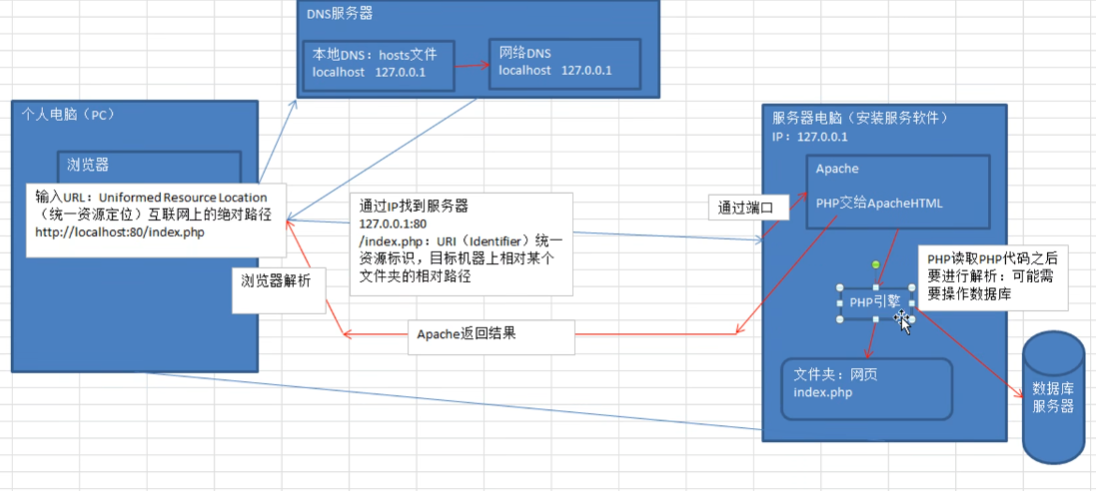 DNS服务器
本地DNS：hosts文件
localhost 127.0.0.1
网络DNS
localhost 127.0.0.1
个人电脑（PC）
浏览器
输入URL：Uniformed Resource Location
（统一资源定位）互联网上的绝对路径
http://localhost:80/index.php
浏览器解析
通过IP找到服务器
127.0.0.1:80
/index.php：URI（Identifier）统一
资源标识，目标机器上相对某个
文件夹的相对路径
Apache返回结果
通过端口
服务器电脑（安装服务软件）
IP：127.0.0.1
Apache
PHP交给ApacheHTML
PHP引擎
PHP读取PHP代码之后
要进行解析：可能需
要操作数据库
文件夹：网页
index.php
数据库
服务器